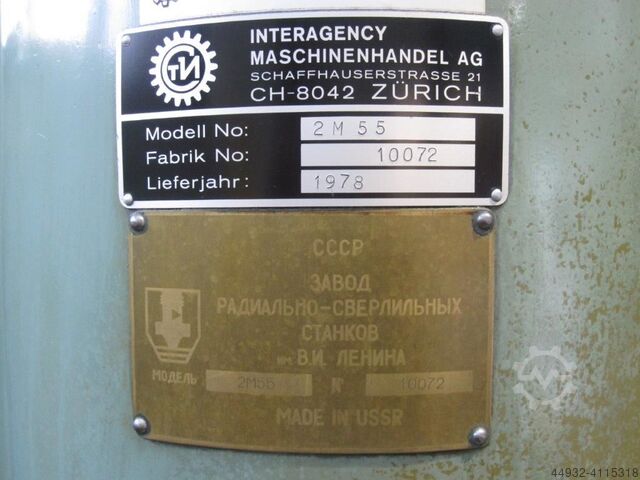 INTERAGENCY
MASCHINENHANDEL AG
SCHAFFHAUSERSTRASSE 21
CH-8042 ZÜRICH
Modell No: 2M55
Fabrik No: 10072
Lieferjahr: 1978
СССР
ЗАВОД
РАДИАЛЬНО-СВЕРЛИЛЬНЫХ
СТАНКОВ
им. В.И. ЛЕНИНА
МОДЕЛЬ 2М55 N 10072
MADE IN USSR
44932-4115318